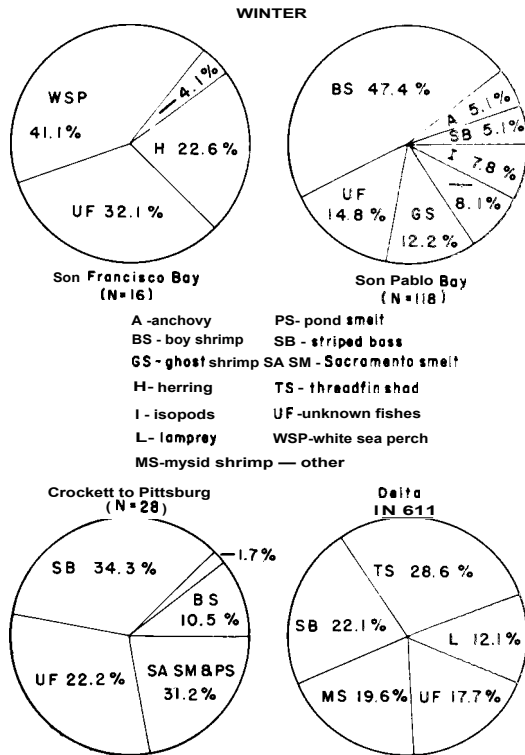 WINTER
WSP
41.1%
— 4.1%
H 22.6%
UF 32.1%
BS 47.4%
A 5.1%
SB 5.1%
I 7.8%
— 8.1%
GS
12.2%
UF
14.8%
Son Francisco Bay
(N=16)
Son Pablo Bay
(N=118)
A -anchovy
PS- pond smelt
BS - boy shrimp
SB - striped bass
GS- ghost shrimp
SA SM - Sacramento smelt
H- herring
TS - threadfin shad
I - isopods
UF-unknown fishes
L- lamprey
WSP-white sea perch
MS-mysid shrimp
— other
Crockett to Pittsburg
(N=28)
SB 34.3%
—1.7%
BS
10.5%
SA SM&PS
31.2%
UF 22.2%
Delta
IN 611
TS 28.6%
L 12.1%
UF 17.7%
MS 19.6%
SB 22.1%